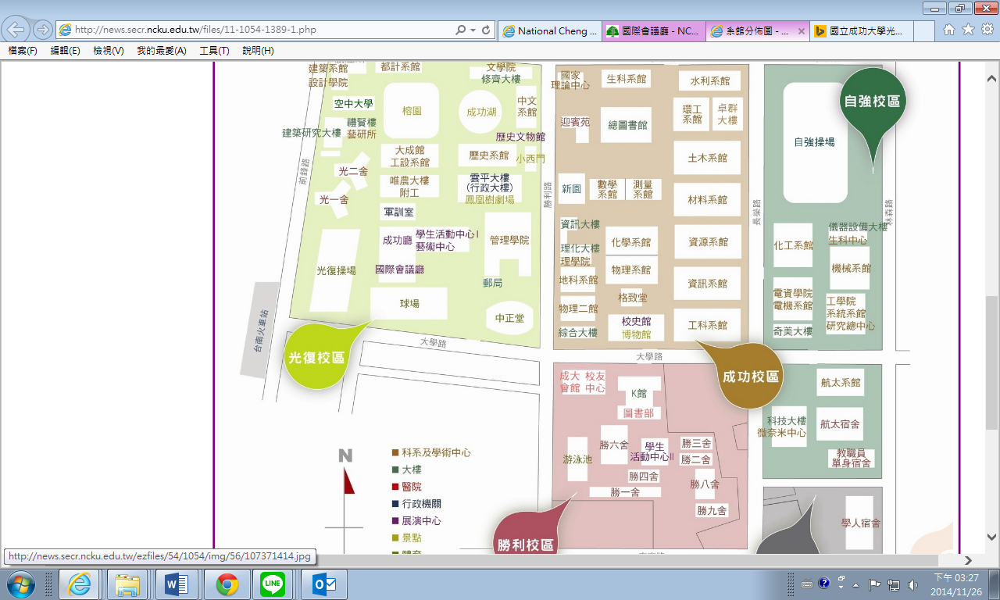 http://news.secr.ncku.edu.tw/files/11-1054-1389-1.php
National Cheng ...
國際會議廳 - NC...
系館分佈圖 - ...
國立成功大學光...
檔案(F) 編輯(E) 檢視(V) 我的最愛(A) 工具(T) 說明(H)
建築系館
設計學院
都計系館
文學院
修齊大樓
空中大學
榕園
成功湖
中文
系館
建築研究大樓
禮賢樓
藝研所
歷史文物館
大成館
工設系館
歷史系館
小西門
前鋒路
光二舍
唯農大樓
附工
雲平大樓
(行政大樓)
鳳凰樹劇場
光一舍
軍訓室
成功廳
學生活動中心I
藝術中心
管理學院
光復操場
國際會議廳
郵局
球場
中正堂
台南火車站
大學路
光復校區
勝利路
國家
理論中心
生科系館
水利系館
迎賓苑
總圖書館
環工
系館
卓群
大樓
土木系館
新園
數學
系館
測量
系館
材料系館
資訊大樓
化學系館
資源系館
理化大樓
理學院
物理系館
地科系館
資訊系館
格致堂
物理二館
校史館
博物館
工科系館
綜合大樓
大學路
成功校區
長榮路
自強校區
自強操場
林森路
儀器設備大樓
生科中心
化工系館
機械系館
電資學院
電機系館
工學院
系統系館
研究總中心
奇美大樓
成大
會館
校友
中心
K館
圖書部
航太系館
科技大樓
微奈米中心
航太宿舍
教職員
單身宿舍
游泳池
勝六舍
學生
活動中心II
勝三舍
勝二舍
勝四舍
勝一舍
勝八舍
勝九舍
勝利校區
學人宿舍
N
科系及學術中心
大樓
醫院
行政機關
展演中心
景點
http://news.secr.ncku.edu.tw/ezfiles/54/1054/img/56/107371414.jpg
LINE
下午 03:27
2014/11/26